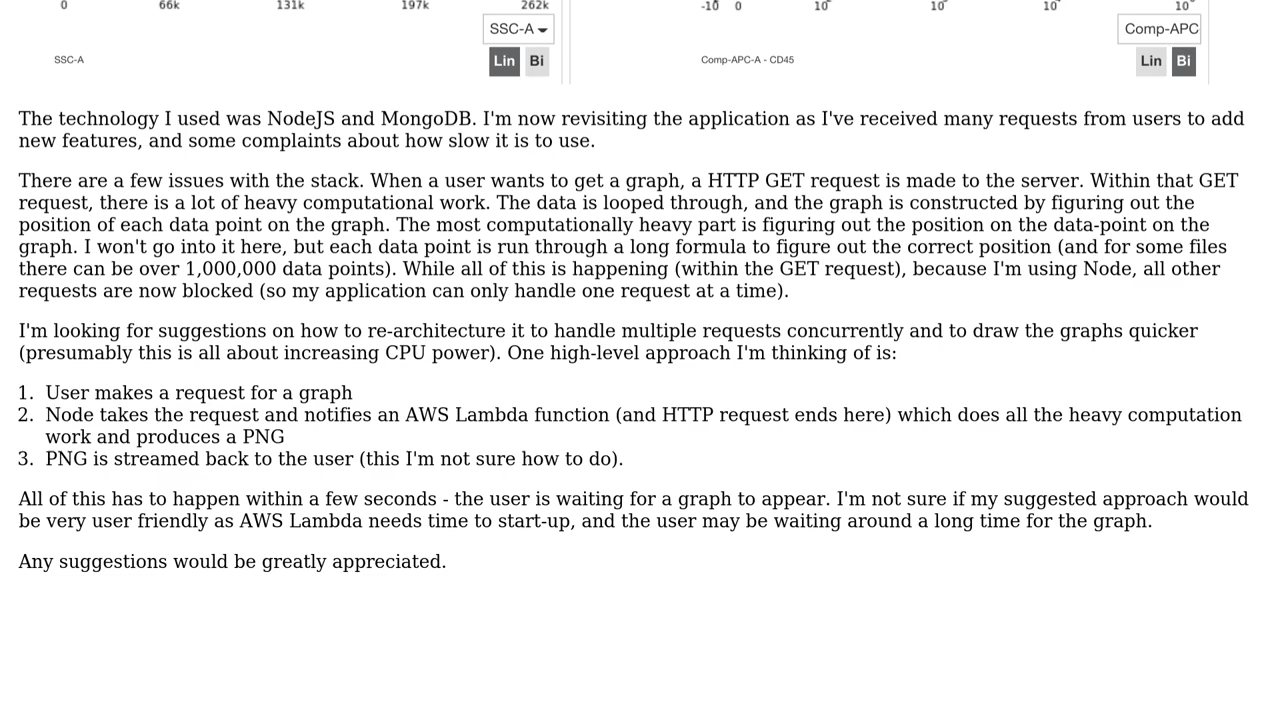 0 66k 131k 197k 262k -10 0 10 10 10 10
SSC-A Comp-APC
SSC-A Lin Bi Comp-APC-A - CD45 Lin Bi
The technology I used was NodeJS and MongoDB. I'm now revisiting the application as I've received many requests from users to add
new features, and some complaints about how slow it is to use.
There are a few issues with the stack. When a user wants to get a graph, a HTTP GET request is made to the server. Within that GET
request, there is a lot of heavy computational work. The data is looped through, and the graph is constructed by figuring out the
position of each data point on the graph. The most computationally heavy part is figuring out the position on the data-point on the
graph. I won't go into it here, but each data point is run through a long formula to figure out the correct position (and for some files
there can be over 1,000,000 data points). While all of this is happening (within the GET request), because I'm using Node, all other
requests are now blocked (so my application can only handle one request at a time).
I'm looking for suggestions on how to re-architecture it to handle multiple requests concurrently and to draw the graphs quicker
(presumably this is all about increasing CPU power). One high-level approach I'm thinking of is:
1. User makes a request for a graph
2. Node takes the request and notifies an AWS Lambda function (and HTTP request ends here) which does all the heavy computation
work and produces a PNG
3. PNG is streamed back to the user (this I'm not sure how to do).
All of this has to happen within a few seconds - the user is waiting for a graph to appear. I'm not sure if my suggested approach would
be very user friendly as AWS Lambda needs time to start-up, and the user may be waiting around a long time for the graph.
Any suggestions would be greatly appreciated.